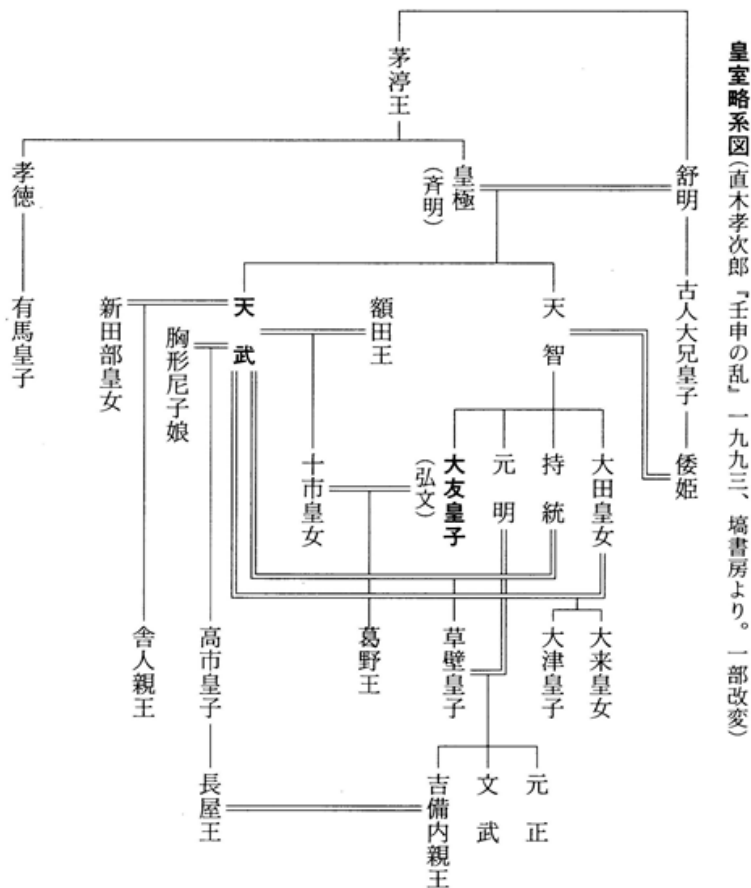 皇室略系図（直木孝次郎『壬申の乱』一九九三、塙書房より。一部改変）
茅渟王
舒明
皇極
（斉明）
孝徳
古人大兄皇子
倭姫
天智
額田王
天武
胸形尼子娘
新田部皇女
有馬皇子
大田皇女
持統
元明
大友皇子
（弘文）
十市皇女
大来皇女
大津皇子
草壁皇子
葛野王
高市皇子
舎人親王
元正
文武
吉備内親王
長屋王